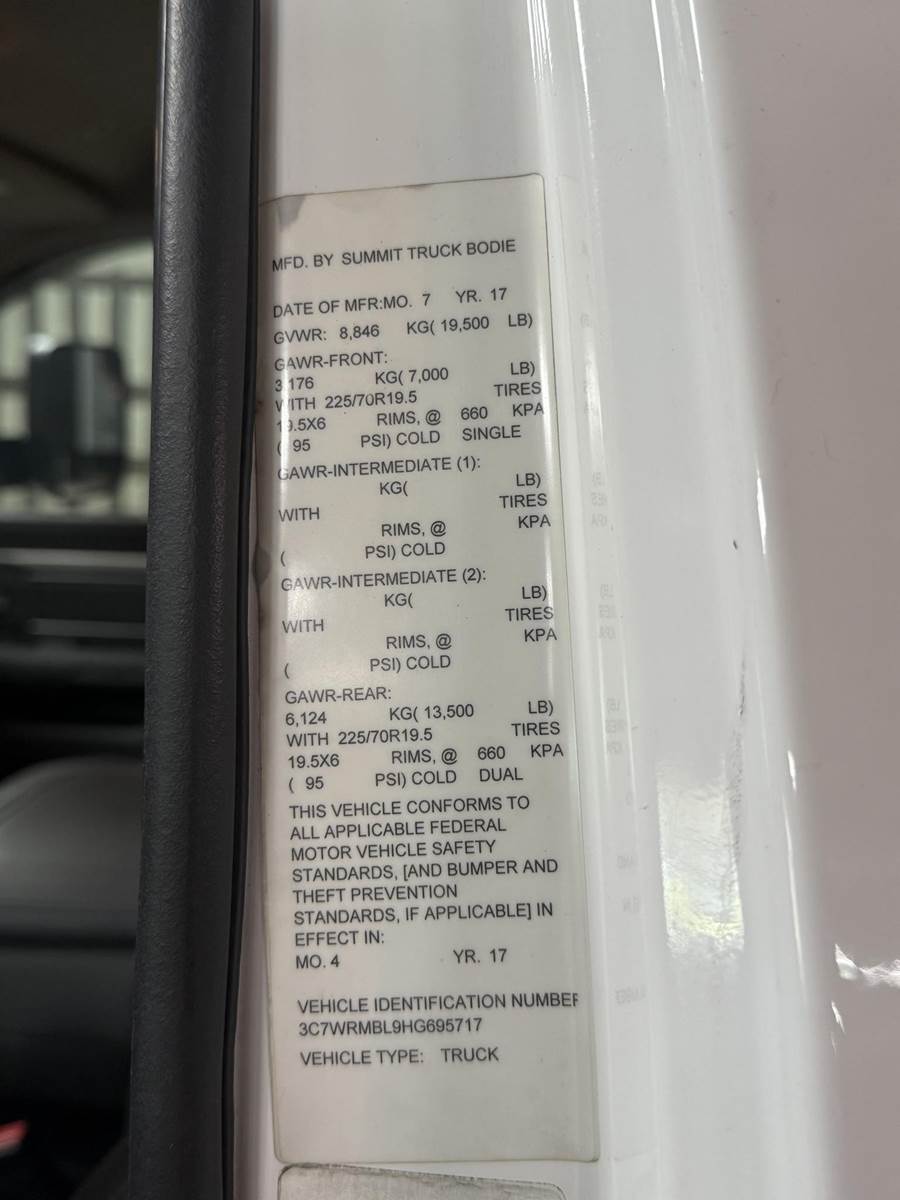 MFD. BY SUMMIT TRUCK BODIE
DATE OF MFR:MO. 7 YR. 17
GVWR: 8,846 KG( 19,500 LB)
GAWR-FRONT:
3,176 KG( 7,000 LB)
WITH 225/70R19.5 TIRES
19.5X6 RIMS, @ 660 KPA
( 95 PSI) COLD SINGLE
GAWR-INTERMEDIATE (1):
KG( LB)
WITH TIRES
RIMS, @ KPA
( PSI) COLD
GAWR-INTERMEDIATE (2):
KG( LB)
WITH TIRES
RIMS, @ KPA
( PSI) COLD
GAWR-REAR:
6,124 KG( 13,500 LB)
WITH 225/70R19.5 TIRES
19.5X6 RIMS, @ 660 KPA
( 95 PSI) COLD DUAL
THIS VEHICLE CONFORMS TO
ALL APPLICABLE FEDERAL
MOTOR VEHICLE SAFETY
STANDARDS, [AND BUMPER AND
THEFT PREVENTION
STANDARDS, IF APPLICABLE] IN
EFFECT IN:
MO. 4 YR. 17
VEHICLE IDENTIFICATION NUMBER
3C7WRMBL9HG695717
VEHICLE TYPE: TRUCK